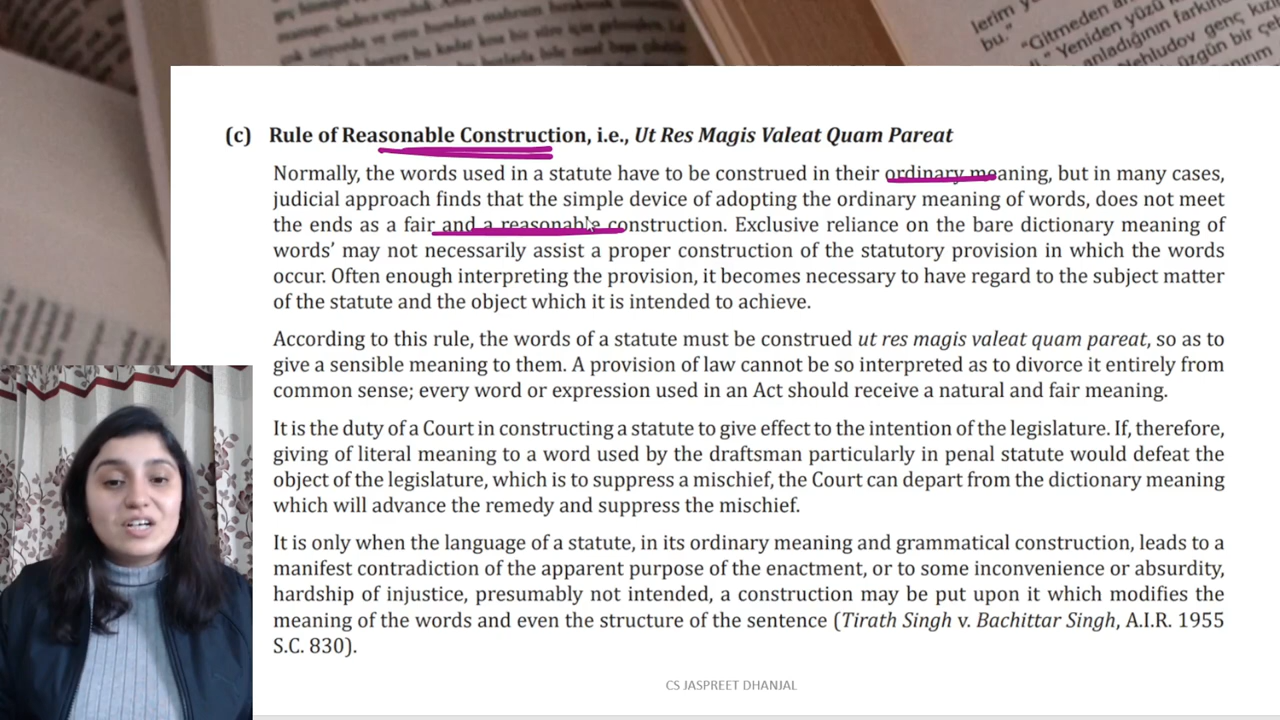 lerim
bu."
"Gitmeden
Yeniden yüzü
genç kızı
anladığının farkın
Nehludov
üzgün bir
(c) Rule of Reasonable Construction, i.e., Ut Res Magis Valeat Quam Pareat
Normally, the words used in a statute have to be construed in their ordinary meaning, but in many cases,
judicial approach finds that the simple device of adopting the ordinary meaning of words, does not meet
the ends as a fair and a reasonable construction. Exclusive reliance on the bare dictionary meaning of
words’ may not necessarily assist a proper construction of the statutory provision in which the words
occur. Often enough interpreting the provision, it becomes necessary to have regard to the subject matter
of the statute and the object which it is intended to achieve.
According to this rule, the words of a statute must be construed ut res magis valeat quam pareat, so as to
give a sensible meaning to them. A provision of law cannot be so interpreted as to divorce it entirely from
common sense; every word or expression used in an Act should receive a natural and fair meaning.
It is the duty of a Court in constructing a statute to give effect to the intention of the legislature. If, therefore,
giving of literal meaning to a word used by the draftsman particularly in penal statute would defeat the
object of the legislature, which is to suppress a mischief, the Court can depart from the dictionary meaning
which will advance the remedy and suppress the mischief.
It is only when the language of a statute, in its ordinary meaning and grammatical construction, leads to a
manifest contradiction of the apparent purpose of the enactment, or to some inconvenience or absurdity,
hardship of injustice, presumably not intended, a construction may be put upon it which modifies the
meaning of the words and even the structure of the sentence (Tirath Singh v. Bachittar Singh, A.I.R. 1955
S.C. 830).
CS JASPREET DHANJAL